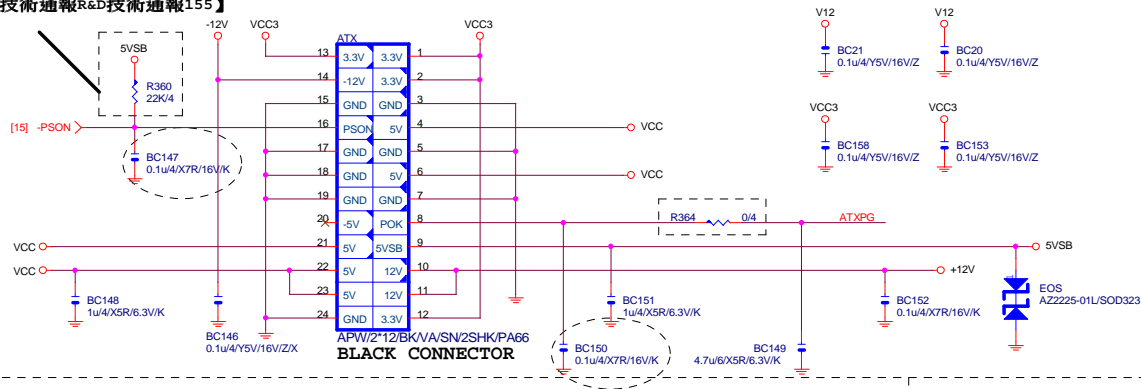 技術通報R&D技術通報155】
-12V
VCC3
VCC3
5VSB
R360
22K/4
[15] -PSON
BC147
0.1u/4/X7R/16V/K
ATX
13 3.3V 3.3V 1
14 -12V 3.3V 2
15 GND GND 3
16 PSON 5V 4
17 GND GND 5
18 GND 5V 6
19 GND GND 7
20 -5V POK 8
21 5V 5VSB 9
22 5V 12V 10
23 5V 12V 11
24 GND 3.3V 12
APW/2*12/BK/VA/SN/2SHK/PA66
BLACK CONNECTOR
VCC
VCC
VCC
VCC
BC148
1u/4/X5R/6.3V/K
BC146
0.1u/4/Y5V/16V/Z/X
R364 0/4
ATXPG
5VSB
+12V
BC151
1u/4/X5R/6.3V/K
BC150
0.1u/4/X7R/16V/K
BC149
4.7u/6/X5R/6.3V/K
BC152
0.1u/4/X7R/16V/K
EOS
AZ2225-01L/SOD323
V12
BC21
0.1u/4/Y5V/16V/Z
V12
BC20
0.1u/4/Y5V/16V/Z
VCC3
BC158
0.1u/4/Y5V/16V/Z
VCC3
BC153
0.1u/4/Y5V/16V/Z